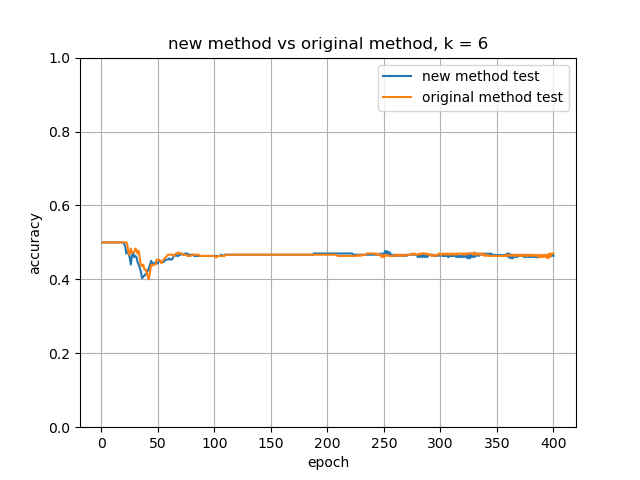 new method vs original method, k = 6
new method test
original method test
accuracy
1.0
0.8
0.6
0.4
0.2
0.0
0 50 100 150 200 250 300 350 400
epoch